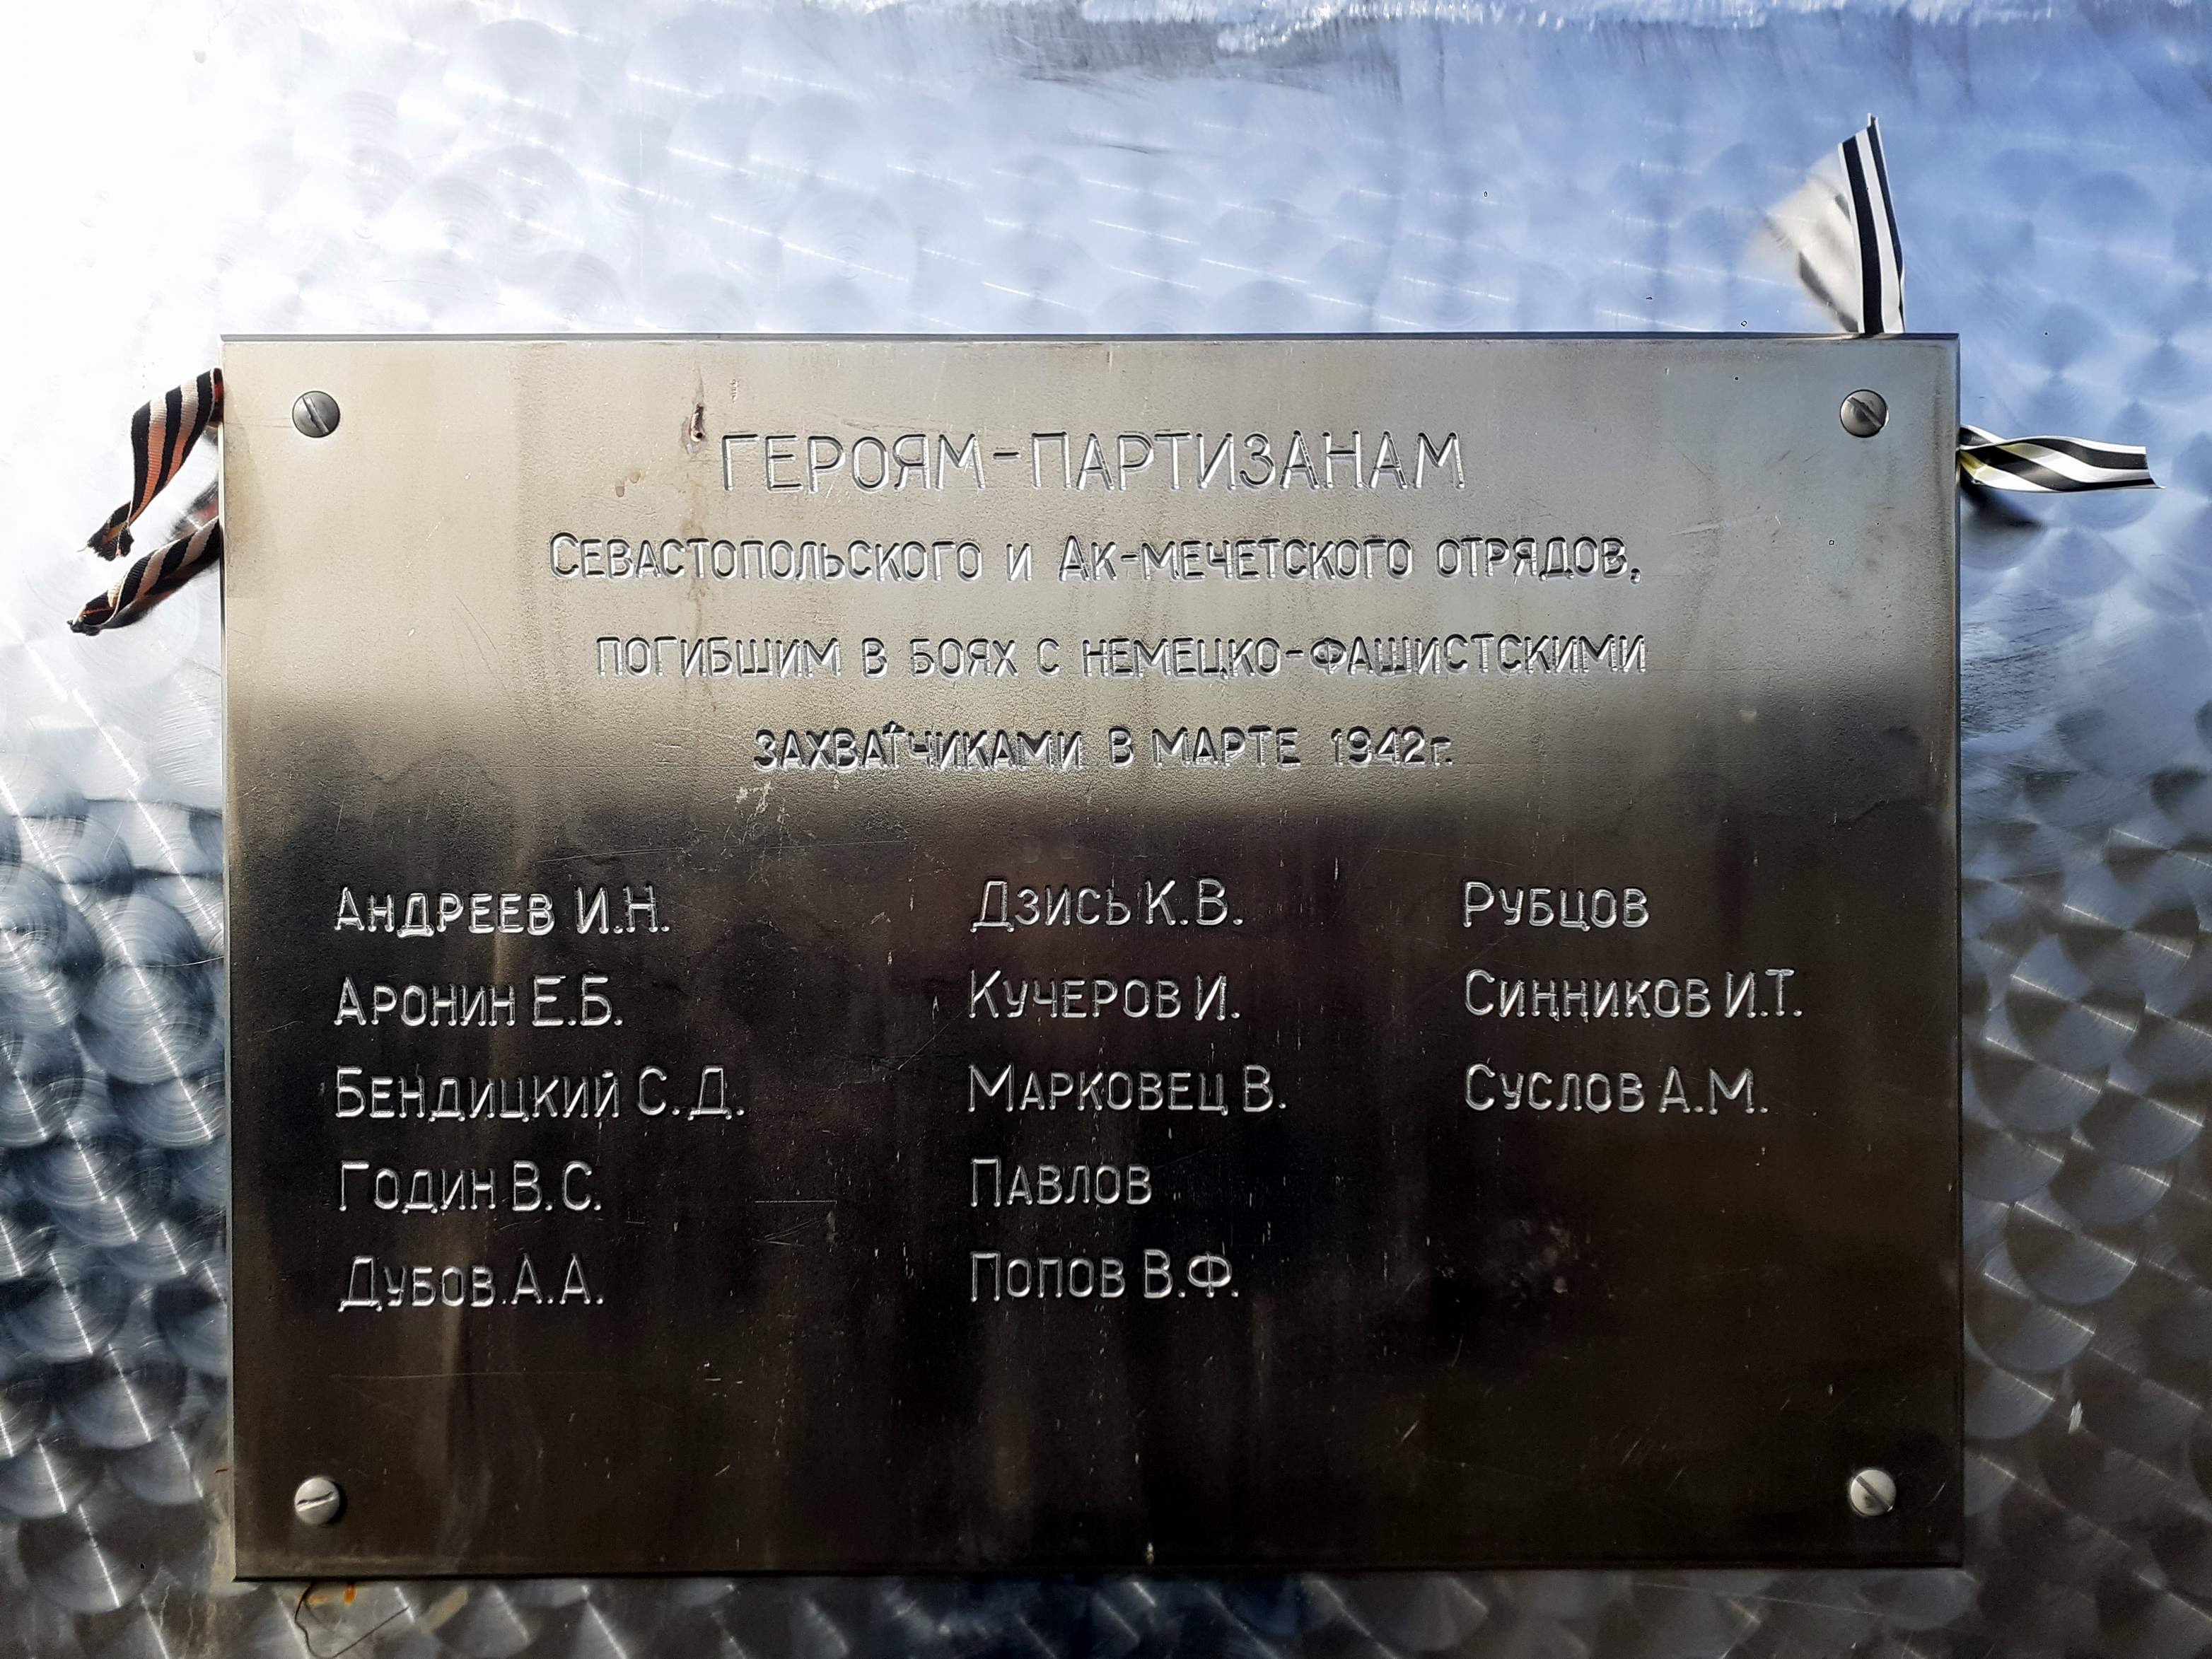 ГЕРОЯМ-ПАРТИЗАНАМ
СЕВАСТОПОЛЬСКОГО И АК-МЕЧЕТСКОГО ОТРЯДОВ,
ПОГИБШИМ В БОЯХ С НЕМЕЦКО-ФАШИСТСКИМИ
ЗАХВАТЧИКАМИ В МАРТЕ 1942г.
АНДРЕЕВ И.Н.
АРОНИН Е.Б.
БЕНДИЦКИЙ С.Д.
ГОДИН В.С.
ДУБОВ А.А.
ДЗИСЬ К.В.
КУЧЕРОВ И.
МАРКОВЕЦ В.
ПАВЛОВ
ПОПОВ В.Ф.
РУБЦОВ
СИННИКОВ И.Т.
СУСЛОВ А.М.